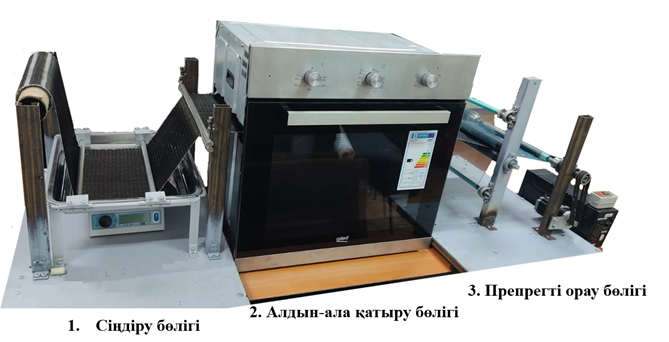 1. Сіңдіру бөлігі
2. Алдын-ала қатыру бөлігі
3. Препрегті орау бөлігі